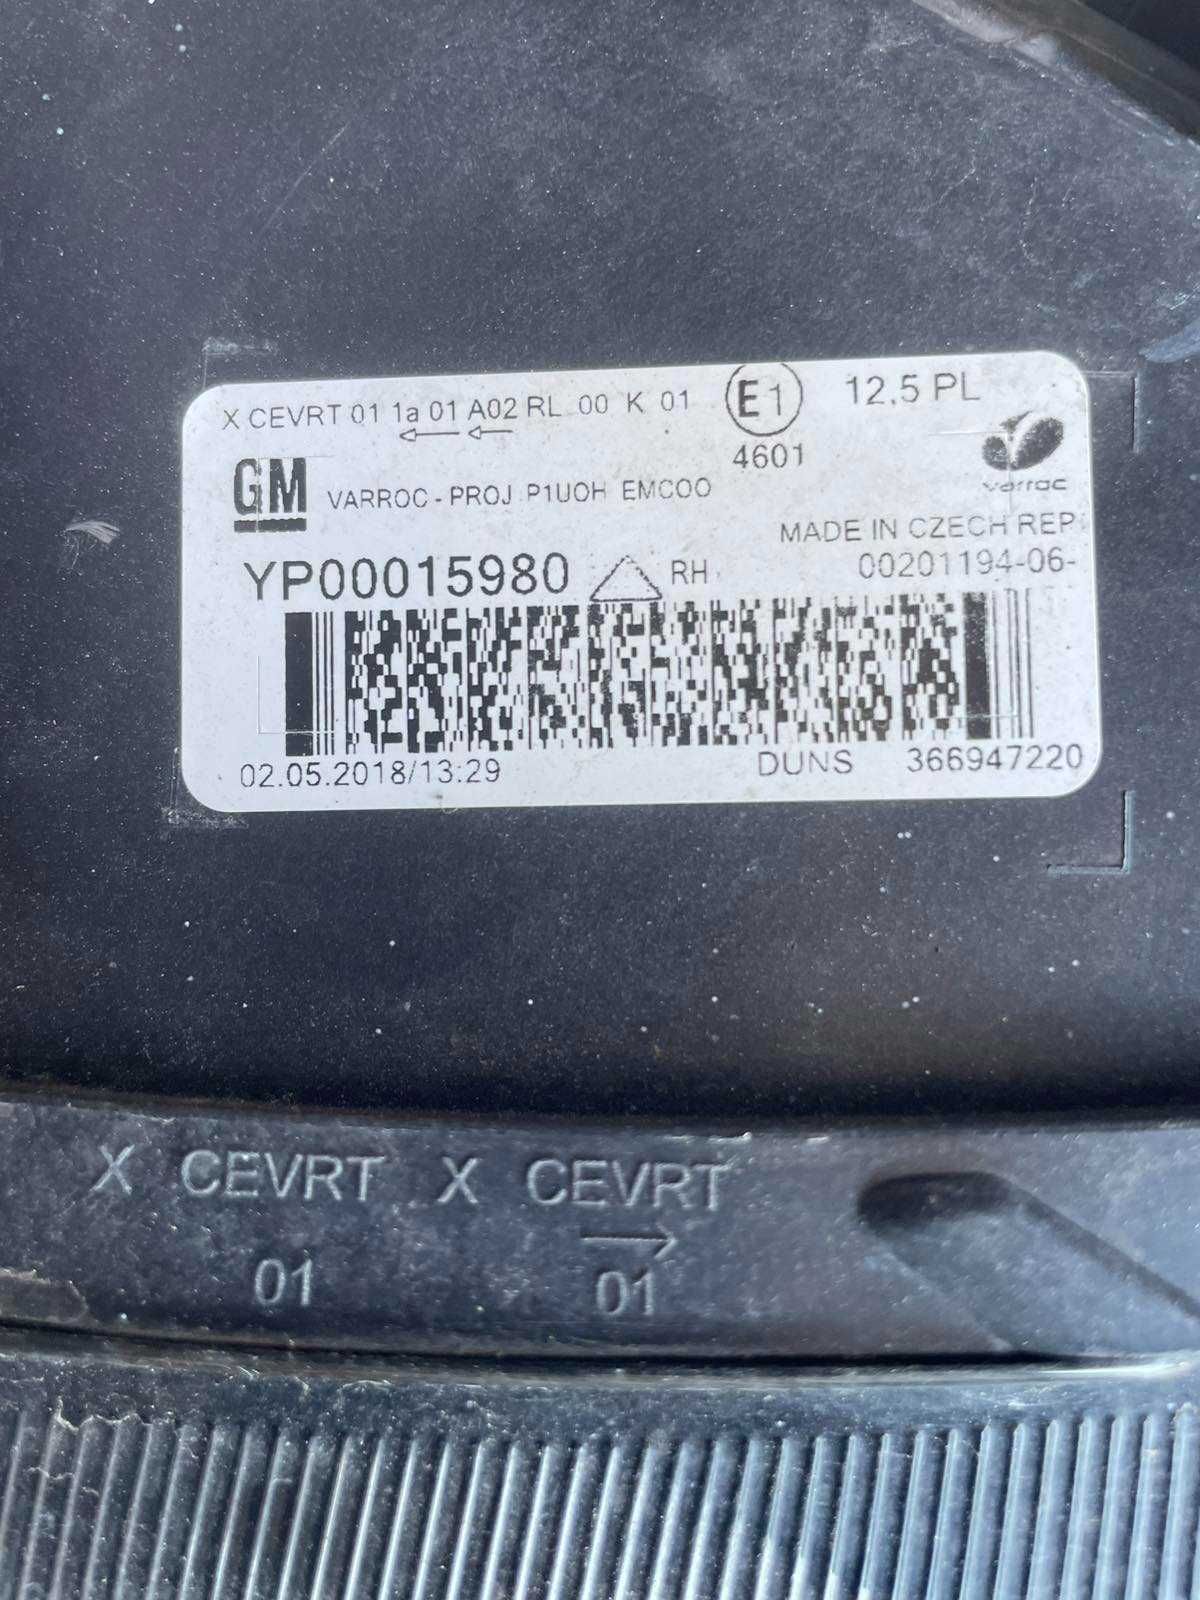 X CEVRT 01 1a 01 A02 RL 00 K 01
E1
12,5 PL
4601
GM
varroc
VARROC - PROJ P1UOH EMC00
MADE IN CZECH REP
YP00015980
RH
00201194-06-
02.05.2018/13:29
DUNS 366947220
X CEVRT X CEVRT
01 01